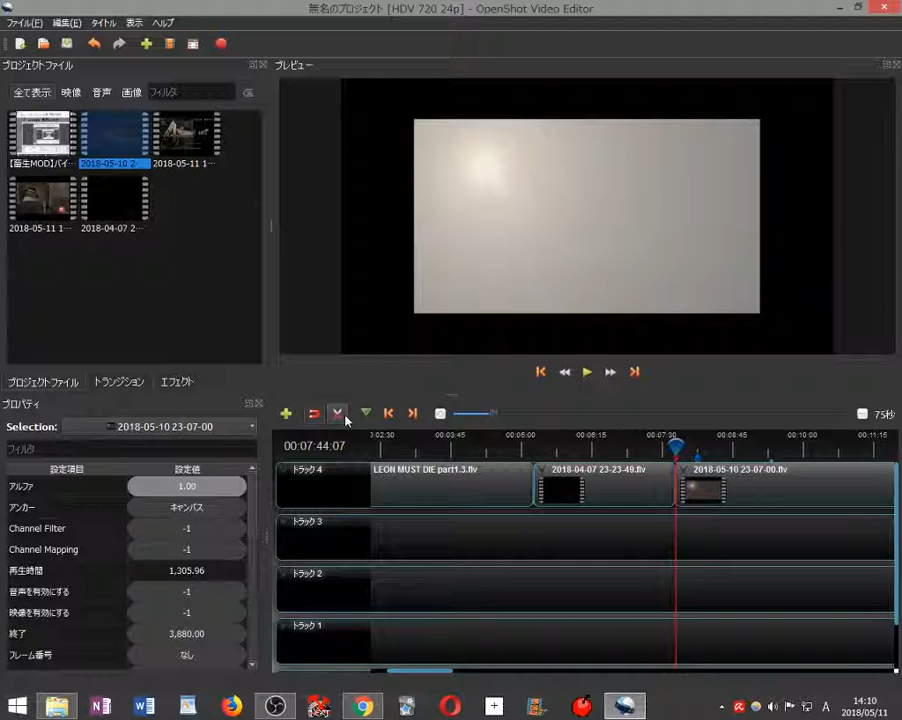 無名のプロジェクト [HDV 720 24p] - OpenShot Video Editor
ファイル(F) 編集(E) タイトル 表示 ヘルプ
プロジェクトファイル
プレビュー
全て表示 映像 音声 画像 フィルタ
【畜生MOD】バイ…
2018-05-10 2…
2018-05-11 1…
2018-05-11 1…
2018-04-07 2…
プロジェクトファイル トランジション エフェクト
プロパティ
Selection: 2018-05-10 23-07-00
フィルタ
設定項目 設定値
アルファ 1.00
アンカー キャンバス
Channel Filter -1
Channel Mapping -1
再生時間 1,305.96
音声を有効にする -1
映像を有効にする -1
終了 3,880.00
フレーム番号 なし
75秒
00:07:44:07
0:02:30 00:03:45 00:05:00 00:06:15 00:07:30 00:08:45 00:10:00 00:11:15
トラック 4
LEON MUST DIE part1.3.flv
2018-04-07 23-23-49.flv
2018-05-10 23-07-00.flv
トラック 3
トラック 2
トラック 1
A
14:10
2018/05/11